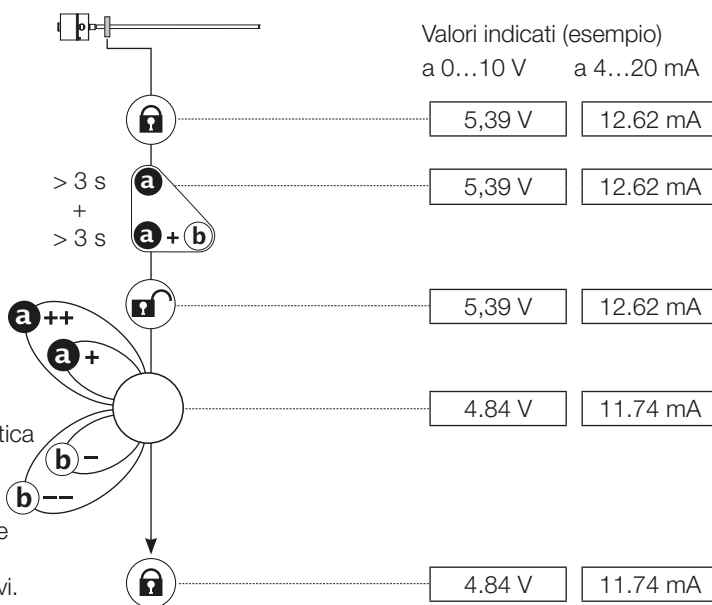 Valori indicati (esempio)
a 0…10 V a 4…20 mA
5,39 V 12.62 mA
> 3 s a 5,39 V 12.62 mA
+
> 3 s a + b
5,39 V 12.62 mA
a ++
a +
4.84 V 11.74 mA
b –
b ––
4.84 V 11.74 mA